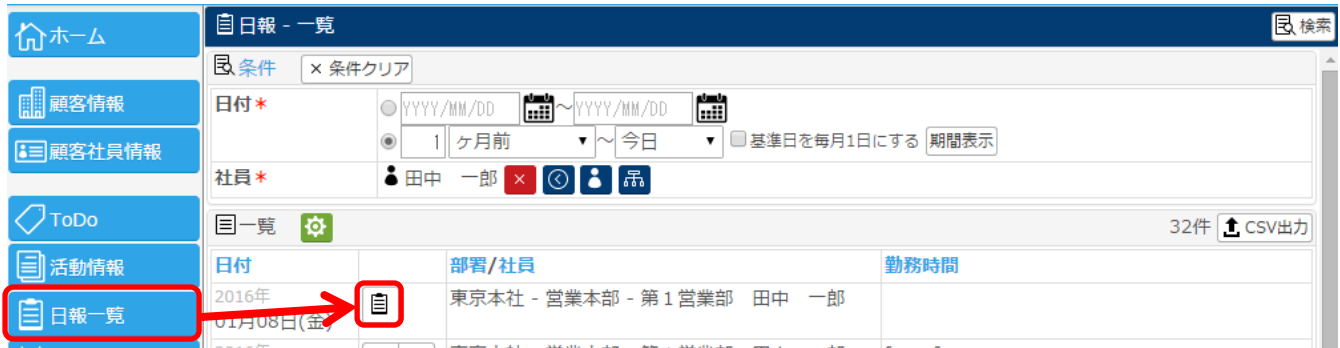 ホーム
顧客情報
顧客社員情報
ToDo
活動情報
日報一覧
日報 - 一覧
検索
条件 × 条件クリア
日付* YYYY/MM/DD ～ YYYY/MM/DD
1 ヶ月前 ～ 今日 基準日を毎月1日にする 期間表示
社員* 田中 一郎
一覧 32件 CSV出力
日付 部署/社員 勤務時間
2016年 東京本社 - 営業本部 - 第1営業部 田中 一郎
01月08日(金)